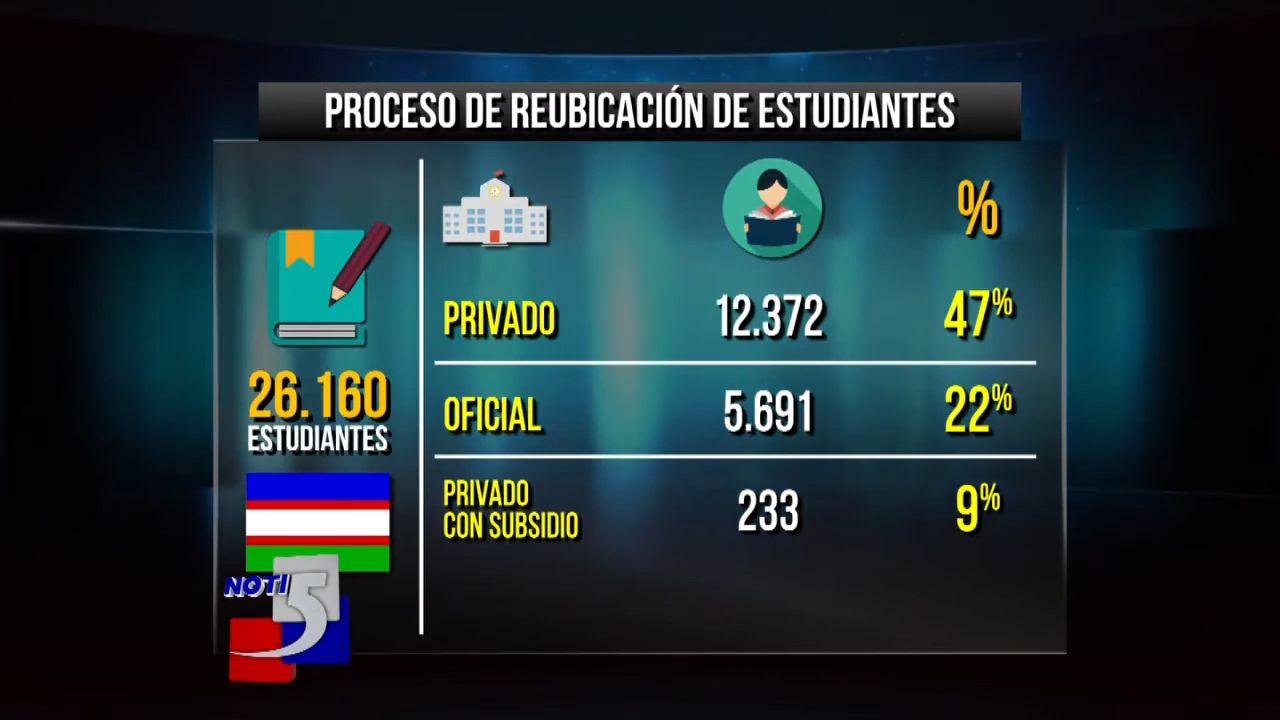 PROCESO DE REUBICACIÓN DE ESTUDIANTES
%
PRIVADO 12.372 47%
OFICIAL 5.691 22%
PRIVADO
CON SUBSIDIO 233 9%
26.160
ESTUDIANTES
NOTI 5